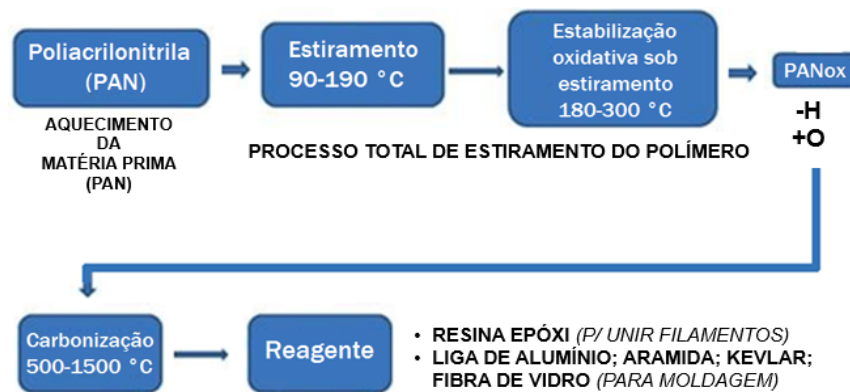 Poliacrilonitrila
(PAN)
Estiramento
90-190 °C
Estabilização
oxidativa sob
estiramento
180-300 °C
PANox
AQUECIMENTO
DA
MATÉRIA PRIMA
(PAN)
PROCESSO TOTAL DE ESTIRAMENTO DO POLÍMERO
-H
+O
Carbonização
500-1500 °C
Reagente
• RESINA EPÓXI (P/ UNIR FILAMENTOS)
• LIGA DE ALUMÍNIO; ARAMIDA; KEVLAR;
FIBRA DE VIDRO (PARA MOLDAGEM)